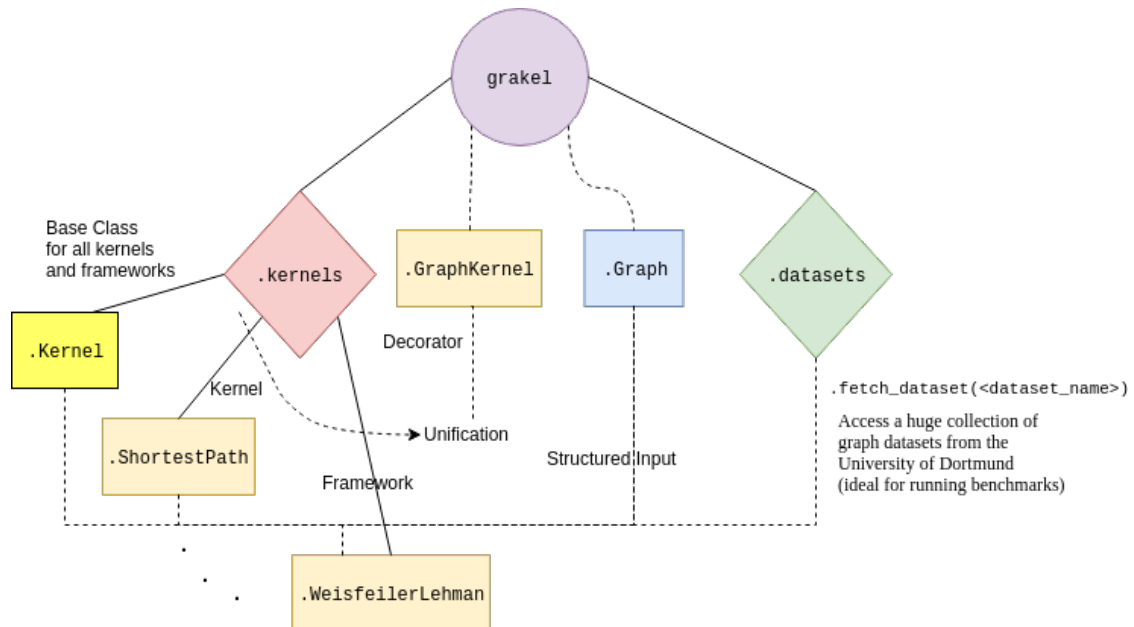 grakel
Base Class
for all kernels
and frameworks
.kernels
.GraphKernel
.Graph
.datasets
.Kernel
Decorator
Kernel
.fetch_dataset(<dataset_name>)
Access a huge collection of
graph datasets from the
University of Dortmund
(ideal for running benchmarks)
Unification
.ShortestPath
Structured Input
Framework
.WeisfeilerLehman